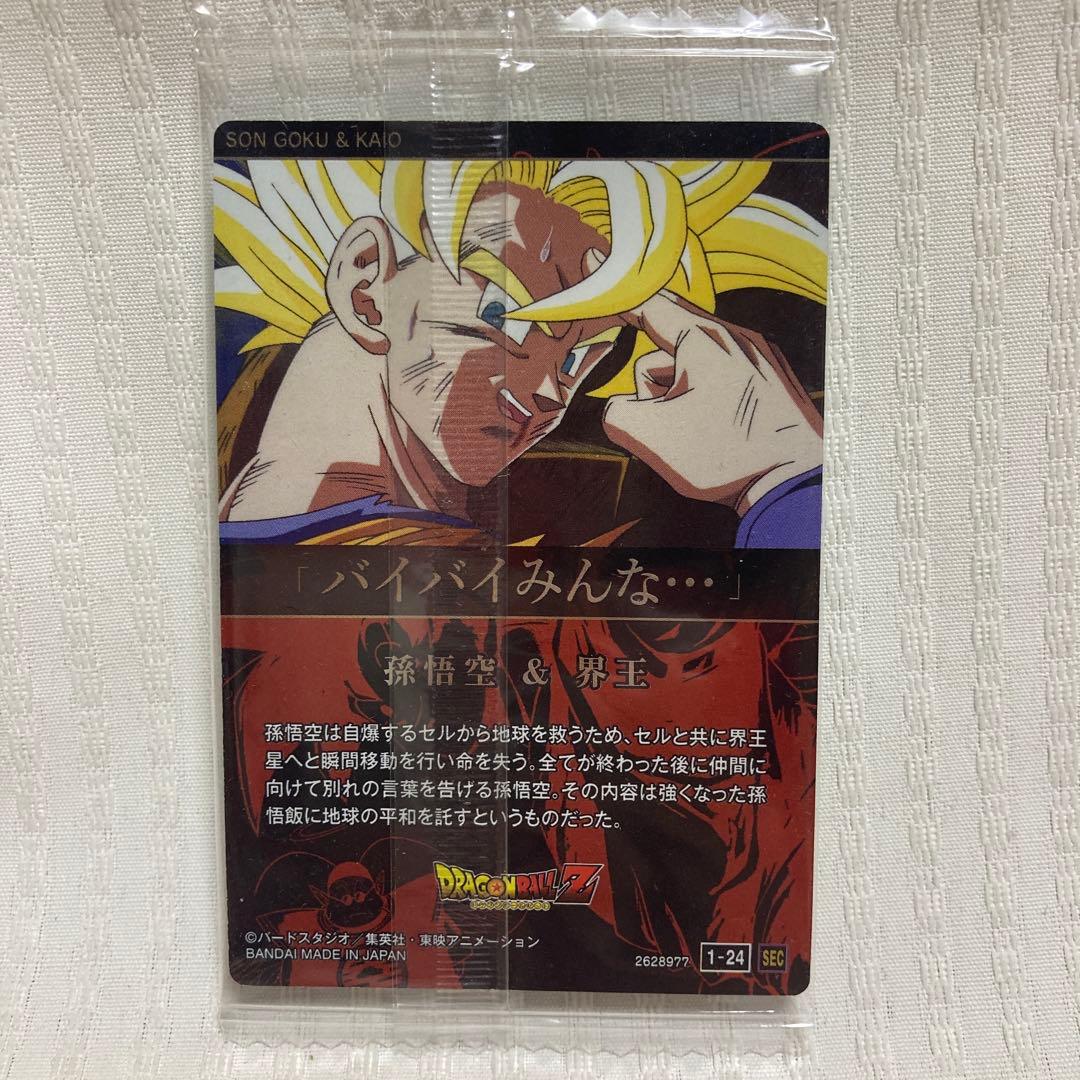 SON GOKU & KAIO
「バイバイみんな…」
孫悟空 & 界王
孫悟空は自爆するセルから地球を救うため、セルと共に界王
星へと瞬間移動を行い命を失う。全てが終わった後に仲間に
向けて別れの言葉を告げる孫悟空。その内容は強くなった孫
悟飯に地球の平和を託すというものだった。
DRAGONBALL Z
©バードスタジオ/集英社・東映アニメーション
BANDAI MADE IN JAPAN
2628977 1-24 SEC